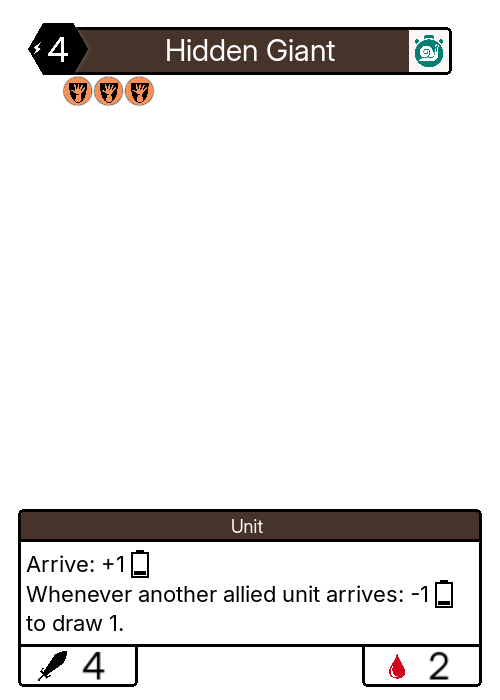 4
Hidden Giant
Unit
Arrive: +1
Whenever another allied unit arrives: -1
to draw 1.
4
2